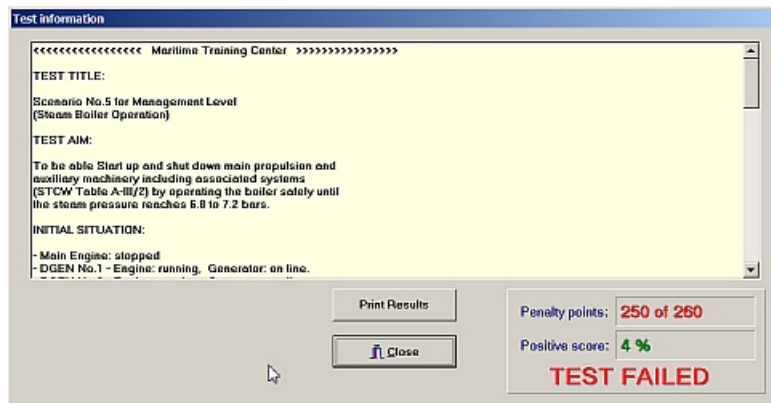 Test information
<<<<<<<<<<<<<<<<< Maritime Training Center >>>>>>>>>>>>>>>>
TEST TITLE:
Scenario No.5 for Management Level
(Steam Boiler Operation)
TEST AIM:
To be able Start up and shut down main propulsion and
auxiliary machinery including associated systems
(STCW Table A-III/2) by operating the boiler safely until
the steam pressure reaches 6.8 to 7.2 bars.
INITIAL SITUATION:
- Main Engine: stopped
- DGEN No.1 - Engine: running, Generator: on line.
Print Results
Close
Penalty points: 250 of 260
Positive score: 4 %
TEST FAILED